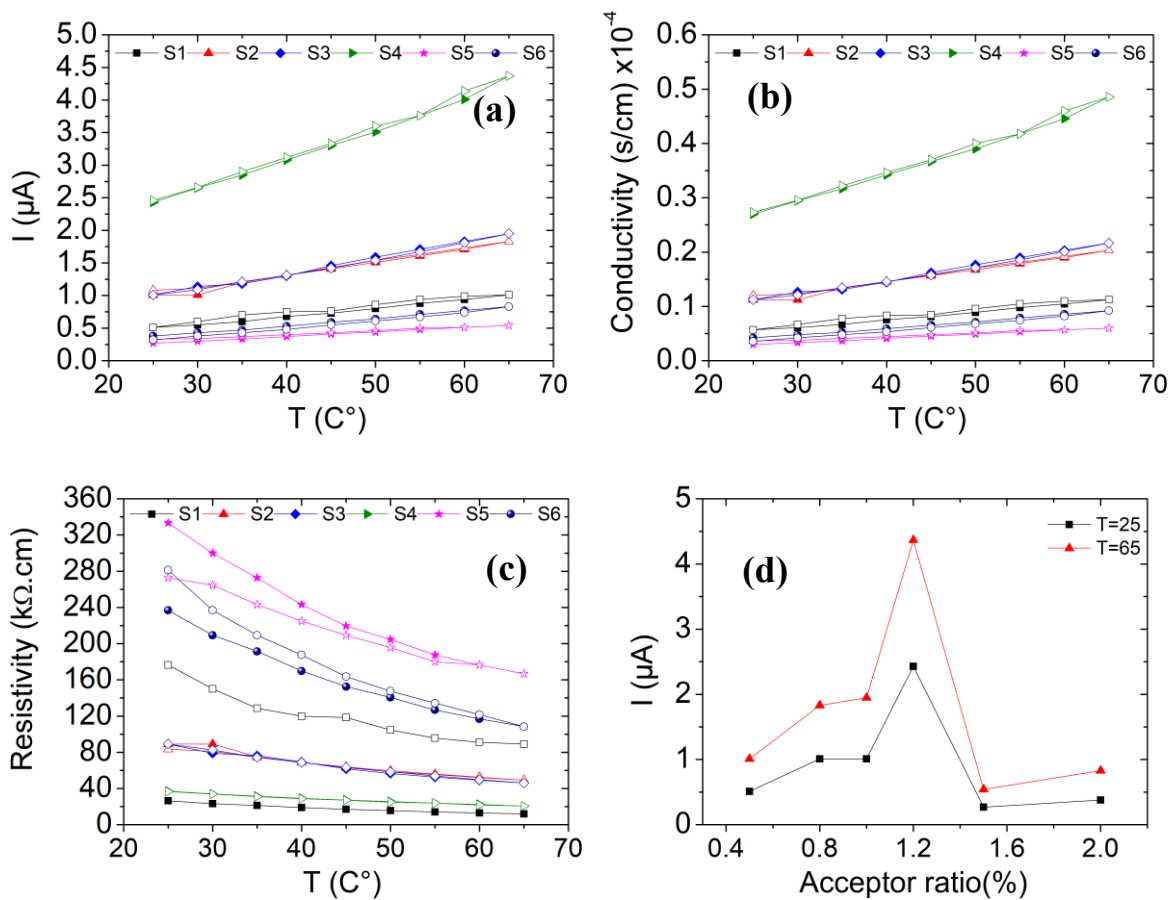 S1 S2 S3 S4 S5 S6
(a)
5.0
4.5
4.0
3.5
3.0
2.5
2.0
1.5
1.0
0.5
0.0
I (µA)
20 30 40 50 60 70
T (C°)
S1 S2 S3 S4 S5 S6
(b)
0.6
0.5
0.4
0.3
0.2
0.1
0.0
Conductivity (s/cm) x10-4
20 30 40 50 60 70
T (C°)
S1 S2 S3 S4 S5 S6
(c)
360
320
280
240
200
160
120
80
40
0
Resistivity (kΩ.cm)
20 30 40 50 60 70
T (C°)
T=25
T=65
(d)
5
4
3
2
1
0
I (µA)
0.4 0.8 1.2 1.6 2.0
Acceptor ratio(%)